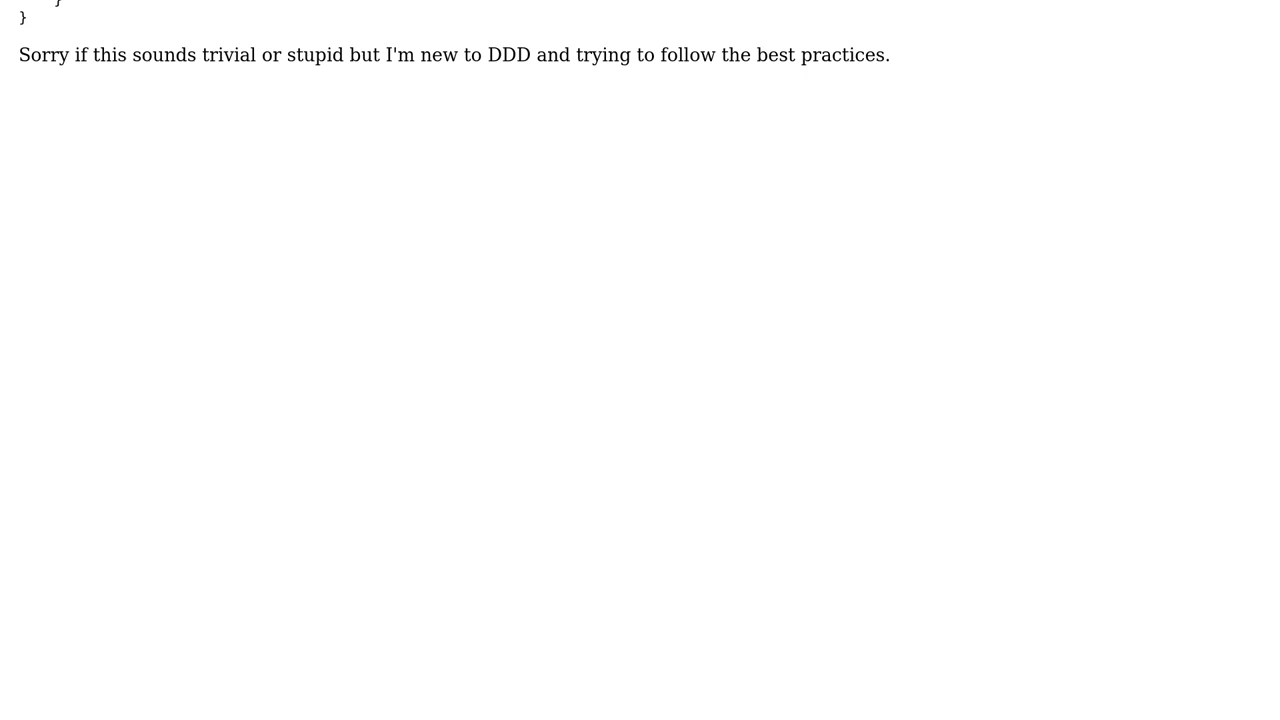 }
}
Sorry if this sounds trivial or stupid but I'm new to DDD and trying to follow the best practices.